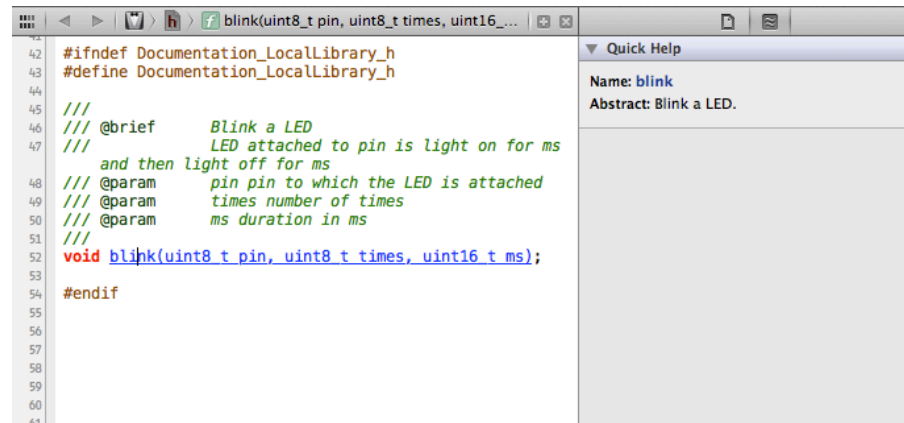 h
f
blink(uint8_t pin, uint8_t times, uint16_...
41
42 #ifndef Documentation_LocalLibrary_h
43 #define Documentation_LocalLibrary_h
44
45 ///
46 /// @brief Blink a LED
47 /// LED attached to pin is light on for ms
and then light off for ms
48 /// @param pin pin to which the LED is attached
49 /// @param times number of times
50 /// @param ms duration in ms
51 ///
52 void blink(uint8_t pin, uint8_t times, uint16_t ms);
53
54 #endif
55
56
57
58
59
60
61
Quick Help
Name: blink
Abstract: Blink a LED.